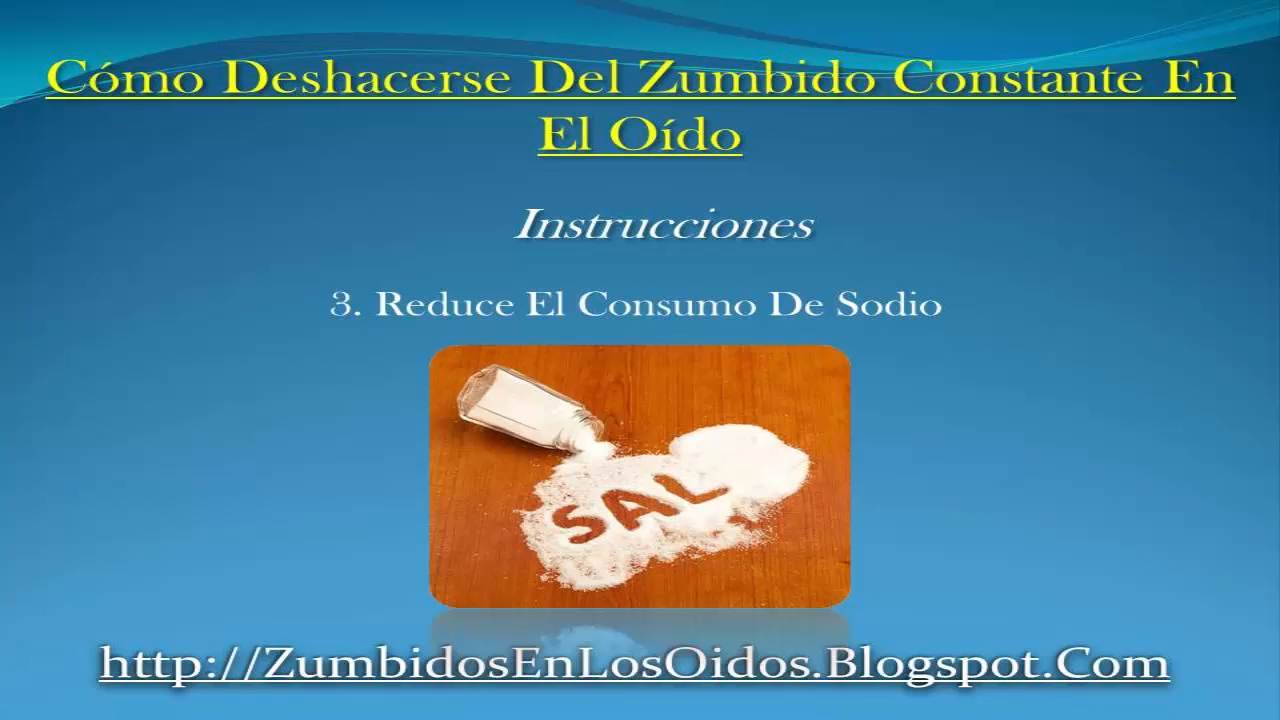 Cómo Deshacerse Del Zumbido Constante En
El Oído
Instrucciones
3. Reduce El Consumo De Sodio
SAL
http://ZumbidosEnLosOidos.Blogspot.Com